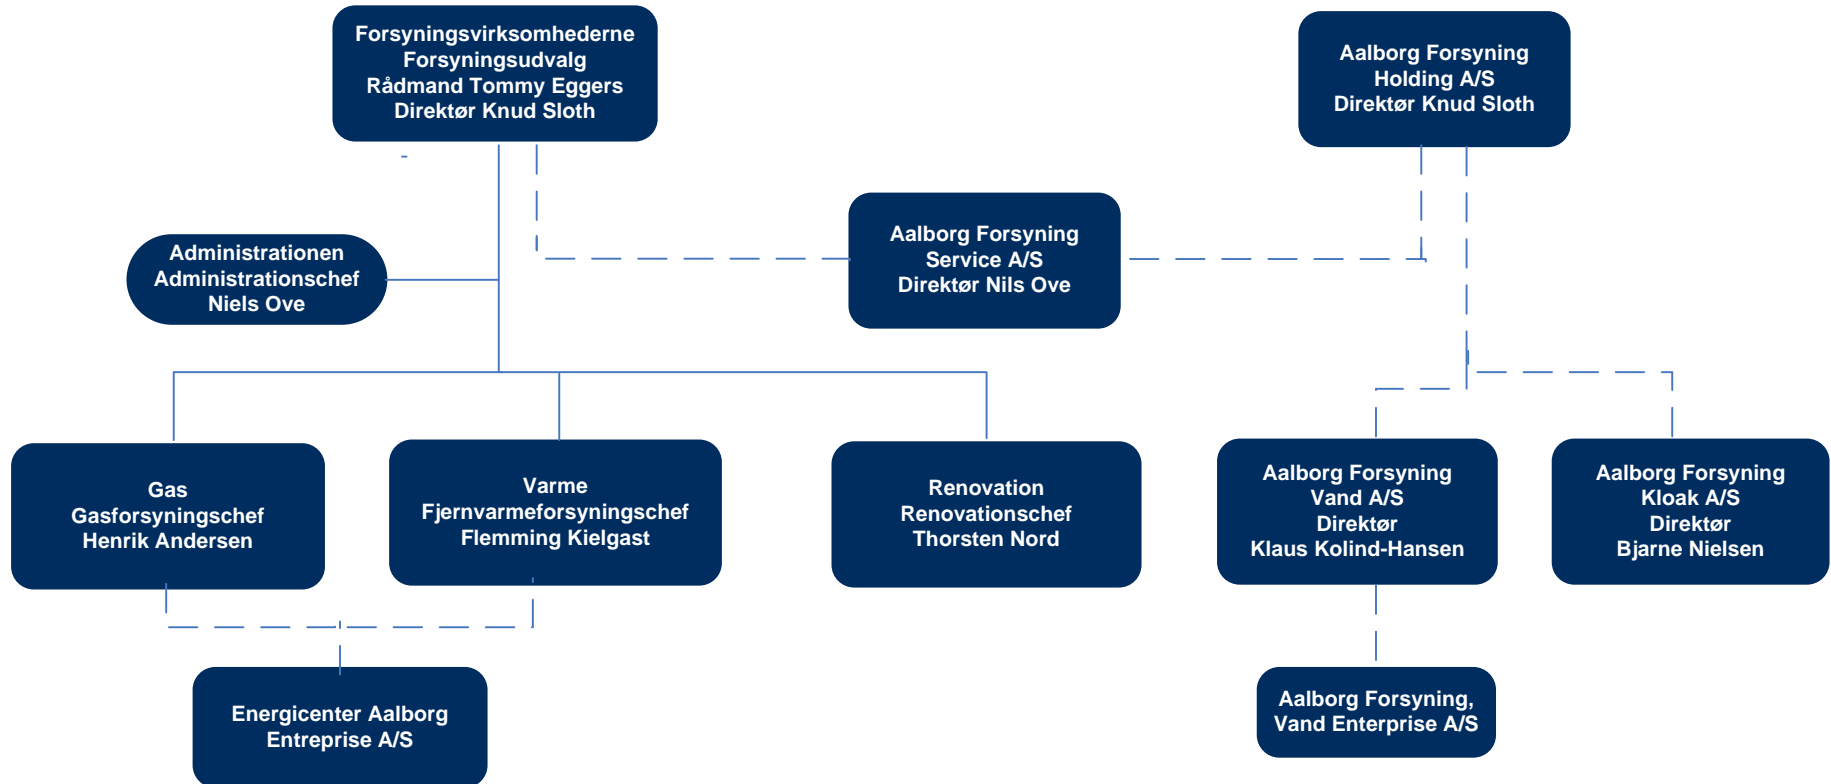 Forsyningsvirksomhederne
Forsyningsudvalg
Rådmand Tommy Eggers
Direktør Knud Sloth
Aalborg Forsyning
Holding A/S
Direktør Knud Sloth
Administrationen
Administrationschef
Niels Ove
Aalborg Forsyning
Service A/S
Direktør Nils Ove
Gas
Gasforsyningschef
Henrik Andersen
Varme
Fjernvarmeforsyningschef
Flemming Kielgast
Renovation
Renovationschef
Thorsten Nord
Aalborg Forsyning
Vand A/S
Direktør
Klaus Kolind-Hansen
Aalborg Forsyning
Kloak A/S
Direktør
Bjarne Nielsen
Energicenter Aalborg
Entreprise A/S
Aalborg Forsyning,
Vand Enterprise A/S